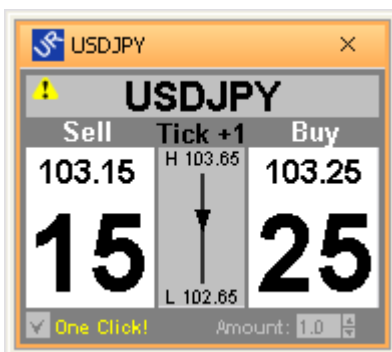 UR USDJPY
USDJPY
Sell Tick +1 Buy
103.15 H 103.65 103.25
15 25
L 102.65
One Click! Amount: 1.0